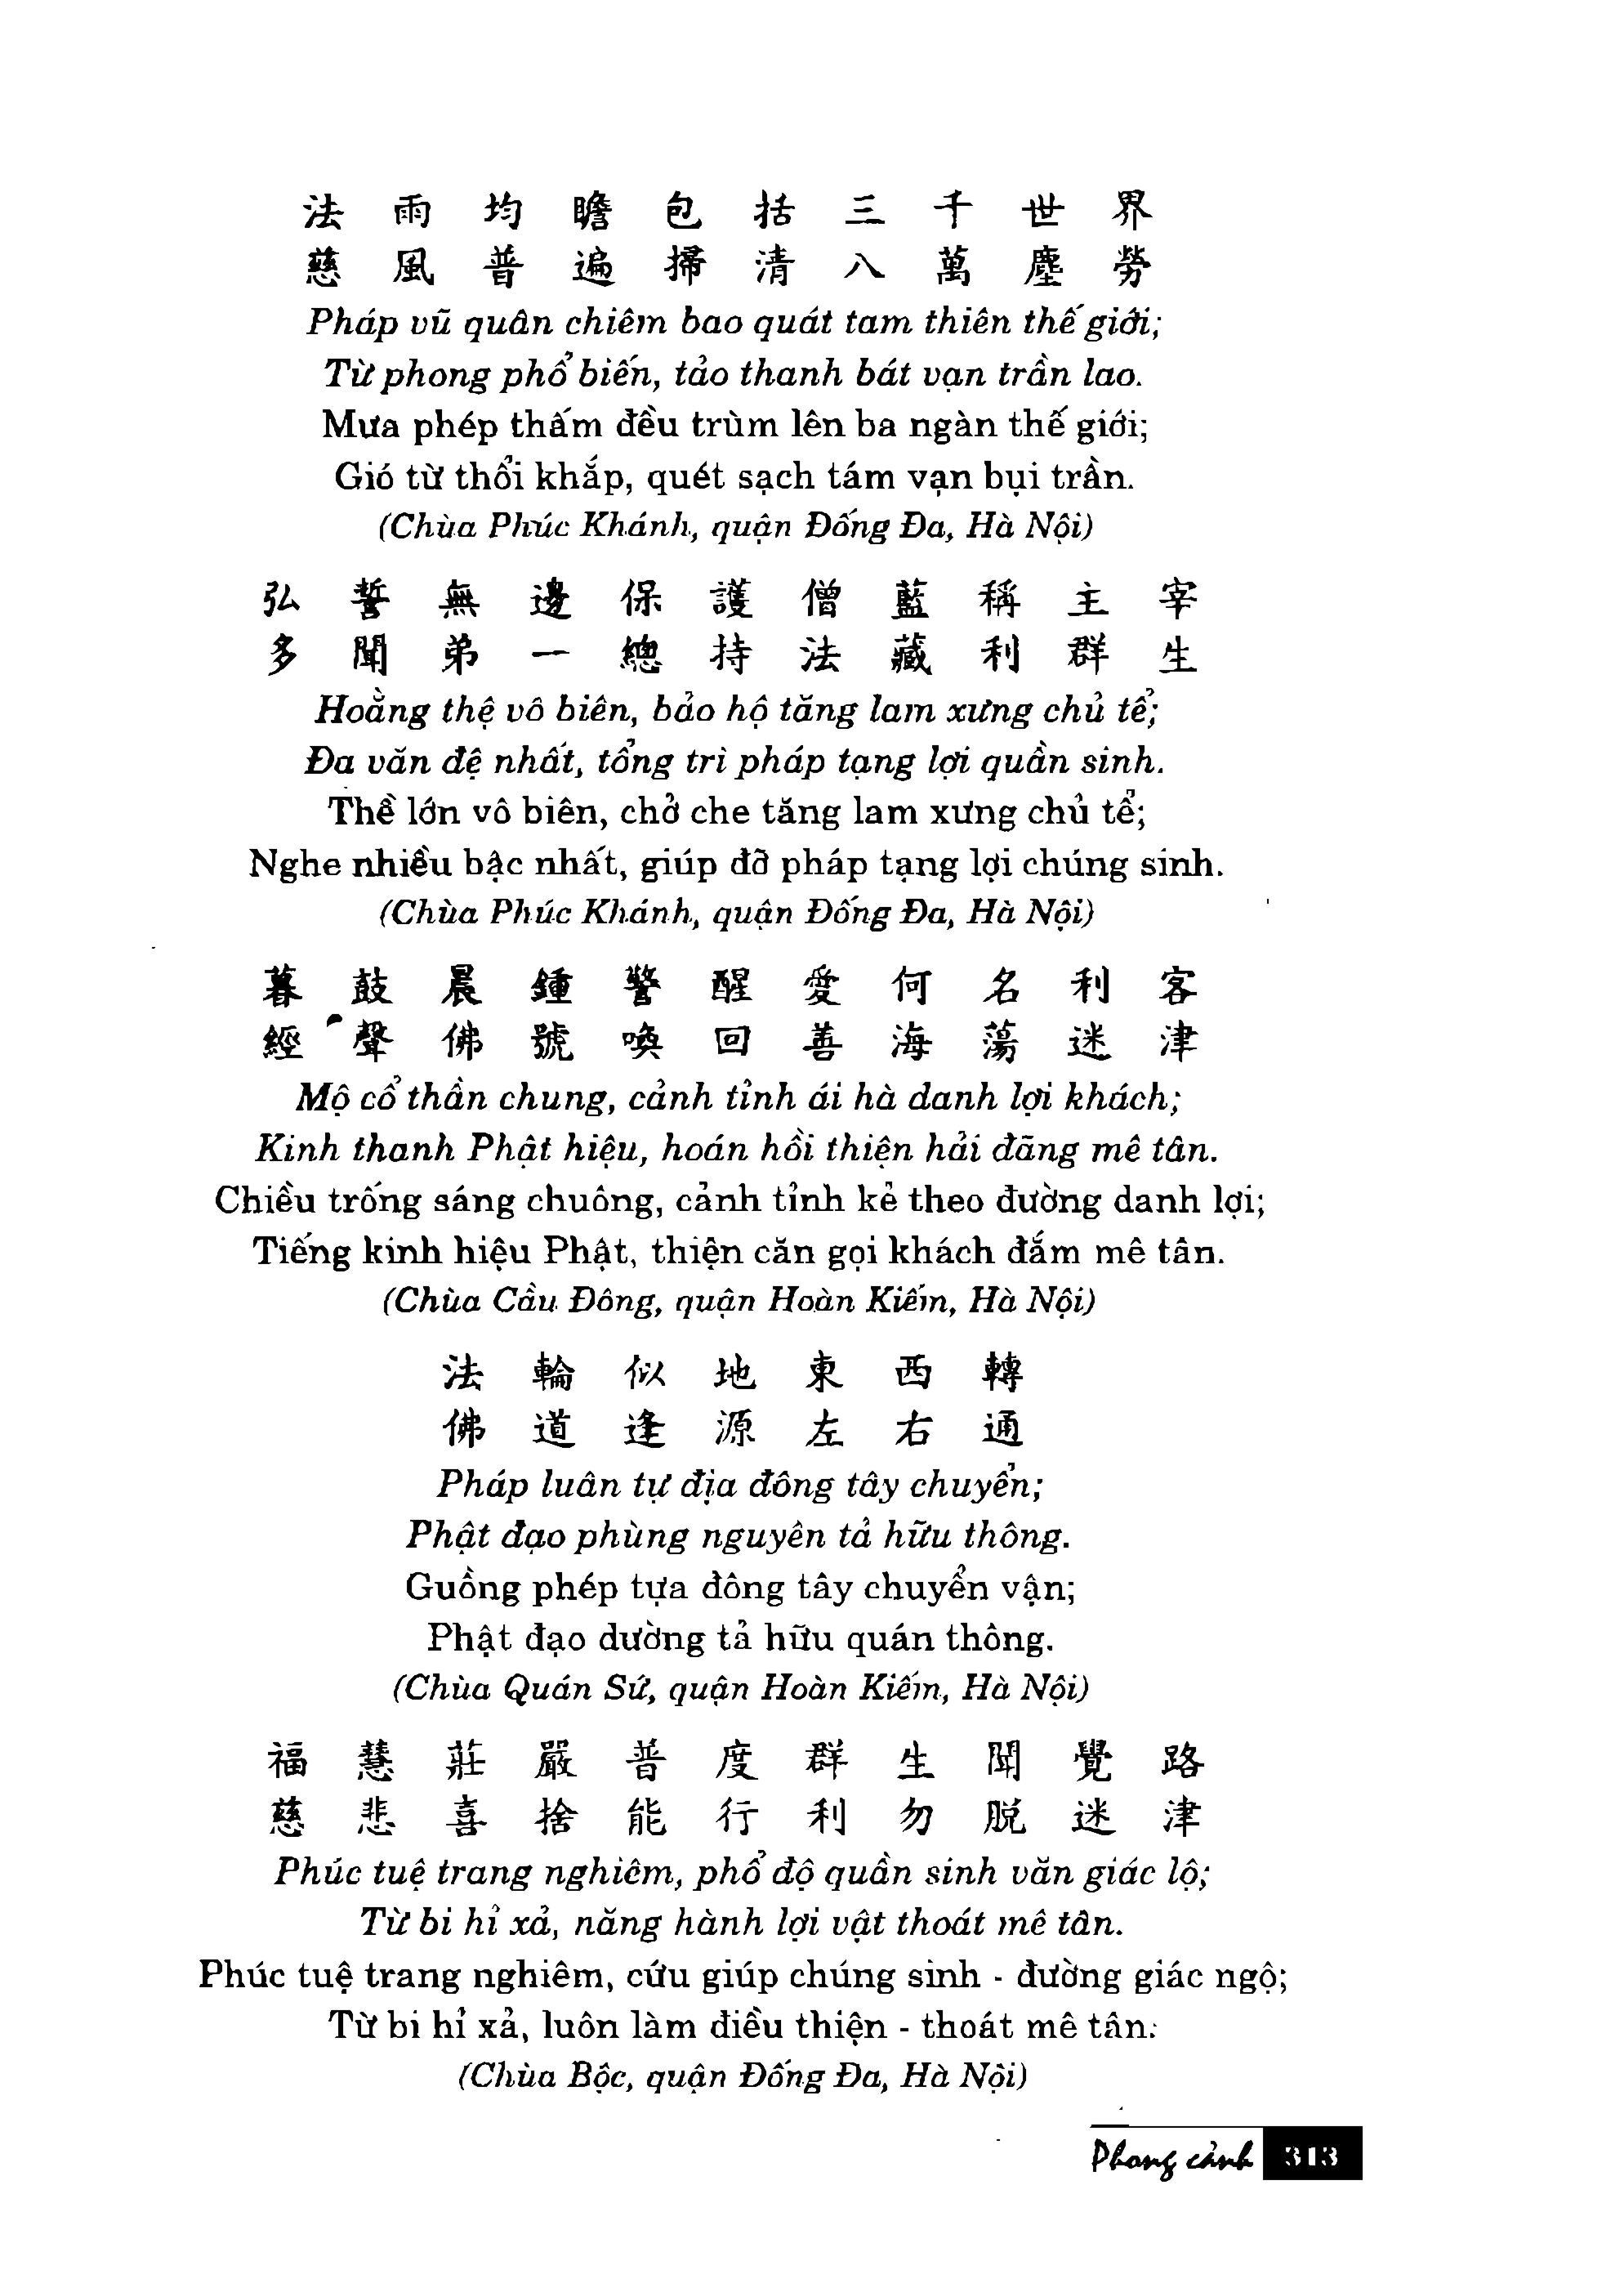 法雨均瞻包括三千世界
慈風普遍掃清八萬塵勞
Pháp vũ quân chiêm bao quát tam thiên thế giới;
Từ phong phổ biến, tảo thanh bát vạn trần lao.
Mưa phép thấm đều trùm lên ba ngàn thế giới;
Gió từ thổi khắp, quét sạch tám vạn bụi trần.
(Chùa Phúc Khánh, quận Đống Đa, Hà Nội)
弘誓無邊保護僧藍稱主宰
多聞弟一總持法藏利群生
Hoằng thệ vô biên, bảo hộ tăng lam xưng chủ tể;
Đa văn đệ nhất, tổng trì pháp tạng lợi quần sinh.
Thề lớn vô biên, chở che tăng lam xưng chủ tể;
Nghe nhiều bậc nhất, giúp đỡ pháp tạng lợi chúng sinh.
(Chùa Phúc Khánh, quận Đống Đa, Hà Nội)
暮鼓晨鍾警醒愛何名利客
經聲佛號喚回善海蕩迷津
Mộ cổ thần chung, cảnh tỉnh ái hà danh lợi khách;
Kinh thanh Phật hiệu, hoán hồi thiện hải đãng mê tân.
Chiều trống sáng chuông, cảnh tỉnh kẻ theo đường danh lợi;
Tiếng kinh hiệu Phật, thiện căn gọi khách đắm mê tân.
(Chùa Cầu Đông, quận Hoàn Kiếm, Hà Nội)
法輪似地東西轉
佛道逢源左右通
Pháp luân tự địa đông tây chuyển;
Phật đạo phùng nguyên tả hữu thông.
Guồng phép tựa đông tây chuyển vận;
Phật đạo dường tả hữu quán thông.
(Chùa Quán Sứ, quận Hoàn Kiếm, Hà Nội)
福慧莊嚴普度群生聞覺路
慈悲喜捨能行利勿脱迷津
Phúc tuệ trang nghiêm, phổ độ quần sinh văn giác lộ;
Từ bi hỉ xả, năng hành lợi vật thoát mê tân.
Phúc tuệ trang nghiêm, cứu giúp chúng sinh - đường giác ngộ;
Từ bi hỉ xả, luôn làm điều thiện - thoát mê tân.
(Chùa Bộc, quận Đống Đa, Hà Nội)
Phong cảnh 313